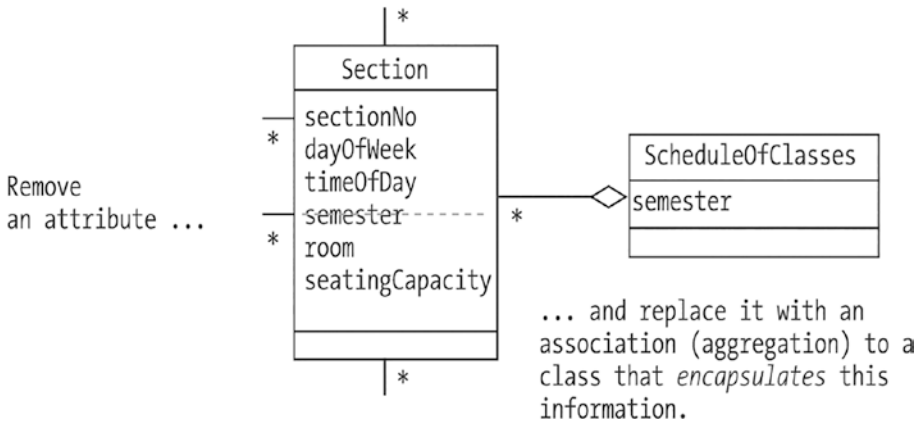 *
Section
sectionNo
*
dayOfWeek
timeOfDay
semester
*
room
seatingCapacity
*
*
ScheduleOfClasses
semester
Remove
an attribute ...
... and replace it with an
association (aggregation) to a
class that encapsulates this
information.